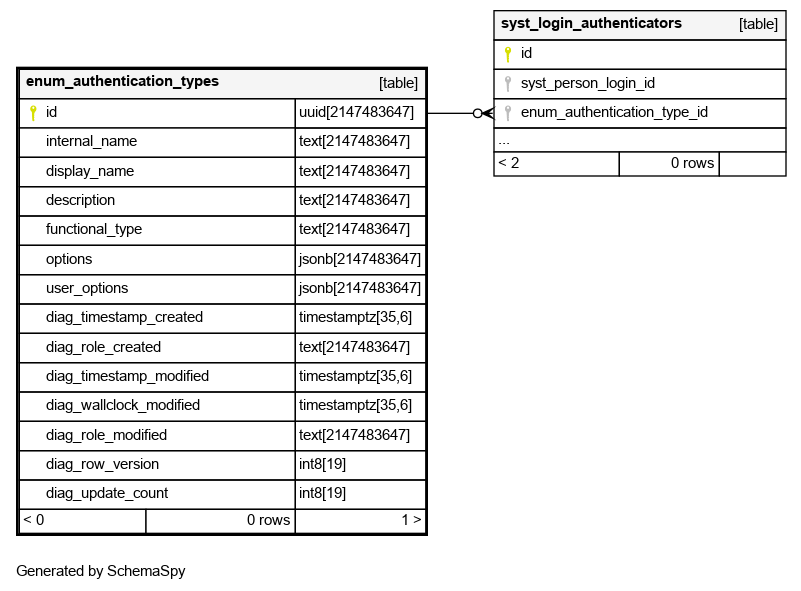 syst_login_authenticators [table]
id
syst_person_login_id
enum_authentication_type_id
...
< 2 0 rows
enum_authentication_types [table]
id uuid[2147483647]
internal_name text[2147483647]
display_name text[2147483647]
description text[2147483647]
functional_type text[2147483647]
options jsonb[2147483647]
user_options jsonb[2147483647]
diag_timestamp_created timestamptz[35,6]
diag_role_created text[2147483647]
diag_timestamp_modified timestamptz[35,6]
diag_wallclock_modified timestamptz[35,6]
diag_role_modified text[2147483647]
diag_row_version int8[19]
diag_update_count int8[19]
< 0 0 rows 1 >
Generated by SchemaSpy